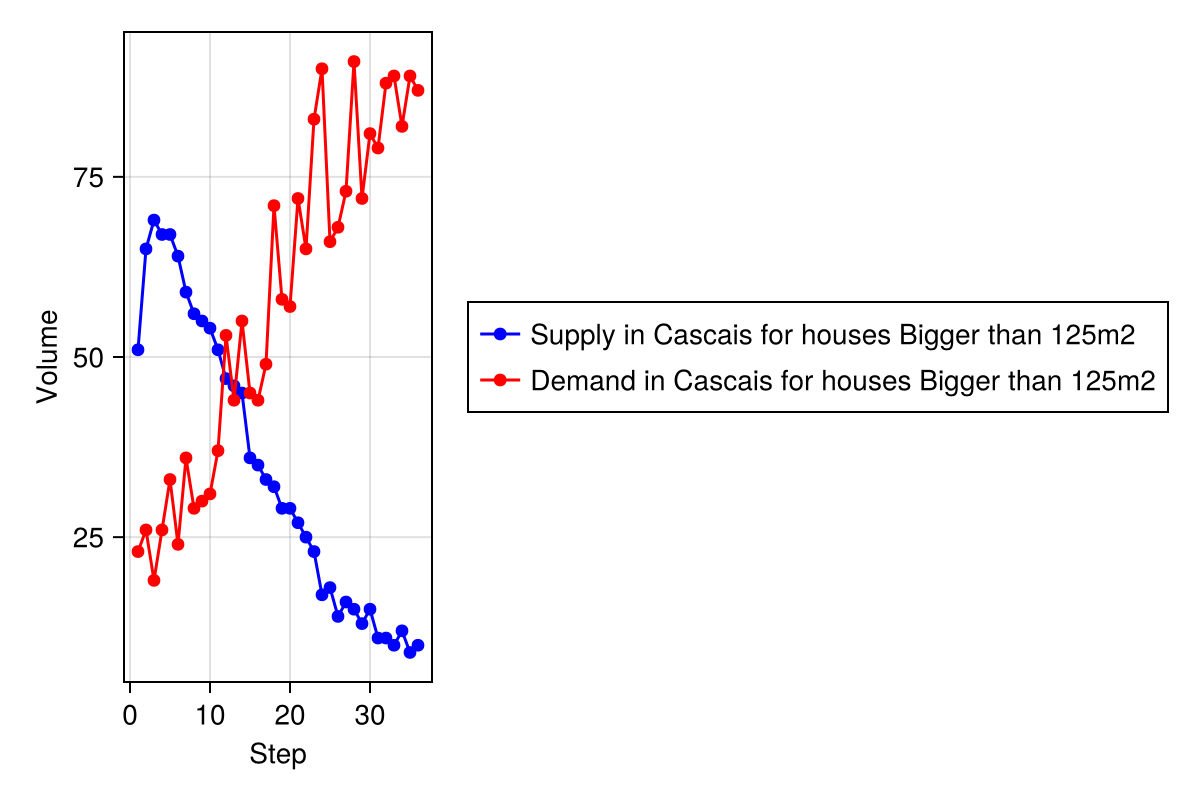 75
50
25
Volume
0 10 20 30
Step
Supply in Cascais for houses Bigger than 125m2
Demand in Cascais for houses Bigger than 125m2